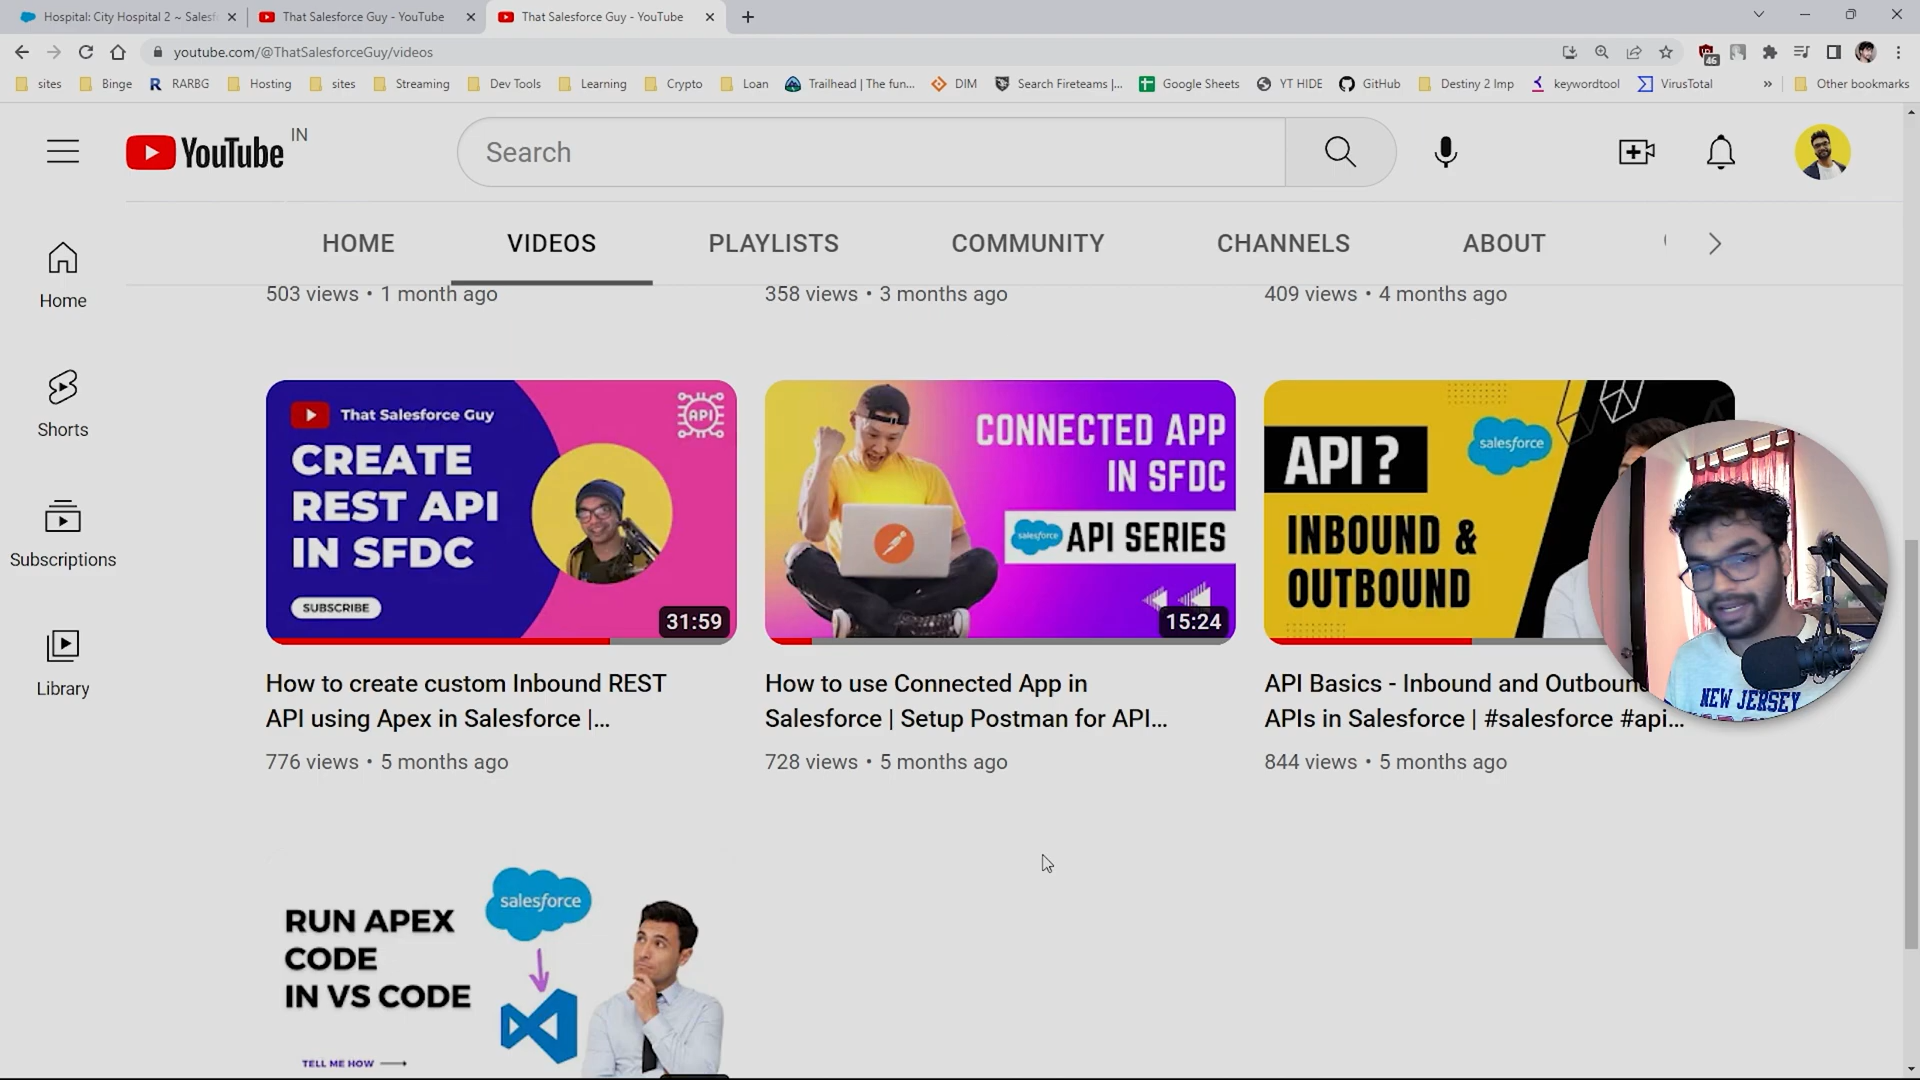 Hospital: City Hospital 2 ~ Salesf
That Salesforce Guy - YouTube
That Salesforce Guy - YouTube
youtube.com/@ThatSalesforceGuy/videos
46
sites
Binge
R RARBG
Hosting
sites
Streaming
Dev Tools
Learning
Crypto
Loan
Trailhead | The fun...
DIM
Search Fireteams |...
Google Sheets
YT HIDE
GitHub
Destiny 2 Imp
keywordtool
VirusTotal
»
Other bookmarks
YouTube IN
Search
HOME
VIDEOS
PLAYLISTS
COMMUNITY
CHANNELS
ABOUT
Home
Shorts
Subscriptions
Library
503 views • 1 month ago
358 views • 3 months ago
409 views • 4 months ago
That Salesforce Guy
API
CREATE
REST API
IN SFDC
SUBSCRIBE
31:59
How to create custom Inbound REST
API using Apex in Salesforce |...
776 views • 5 months ago
CONNECTED APP
IN SFDC
salesforce
API SERIES
15:24
How to use Connected App in
Salesforce | Setup Postman for API...
728 views • 5 months ago
API ?
salesforce
INBOUND &
OUTBOUND
API Basics - Inbound and Outbound
APIs in Salesforce | #salesforce #api...
844 views • 5 months ago
NEW JERSEY
salesforce
RUN APEX
CODE
IN VS CODE
TELL ME HOW